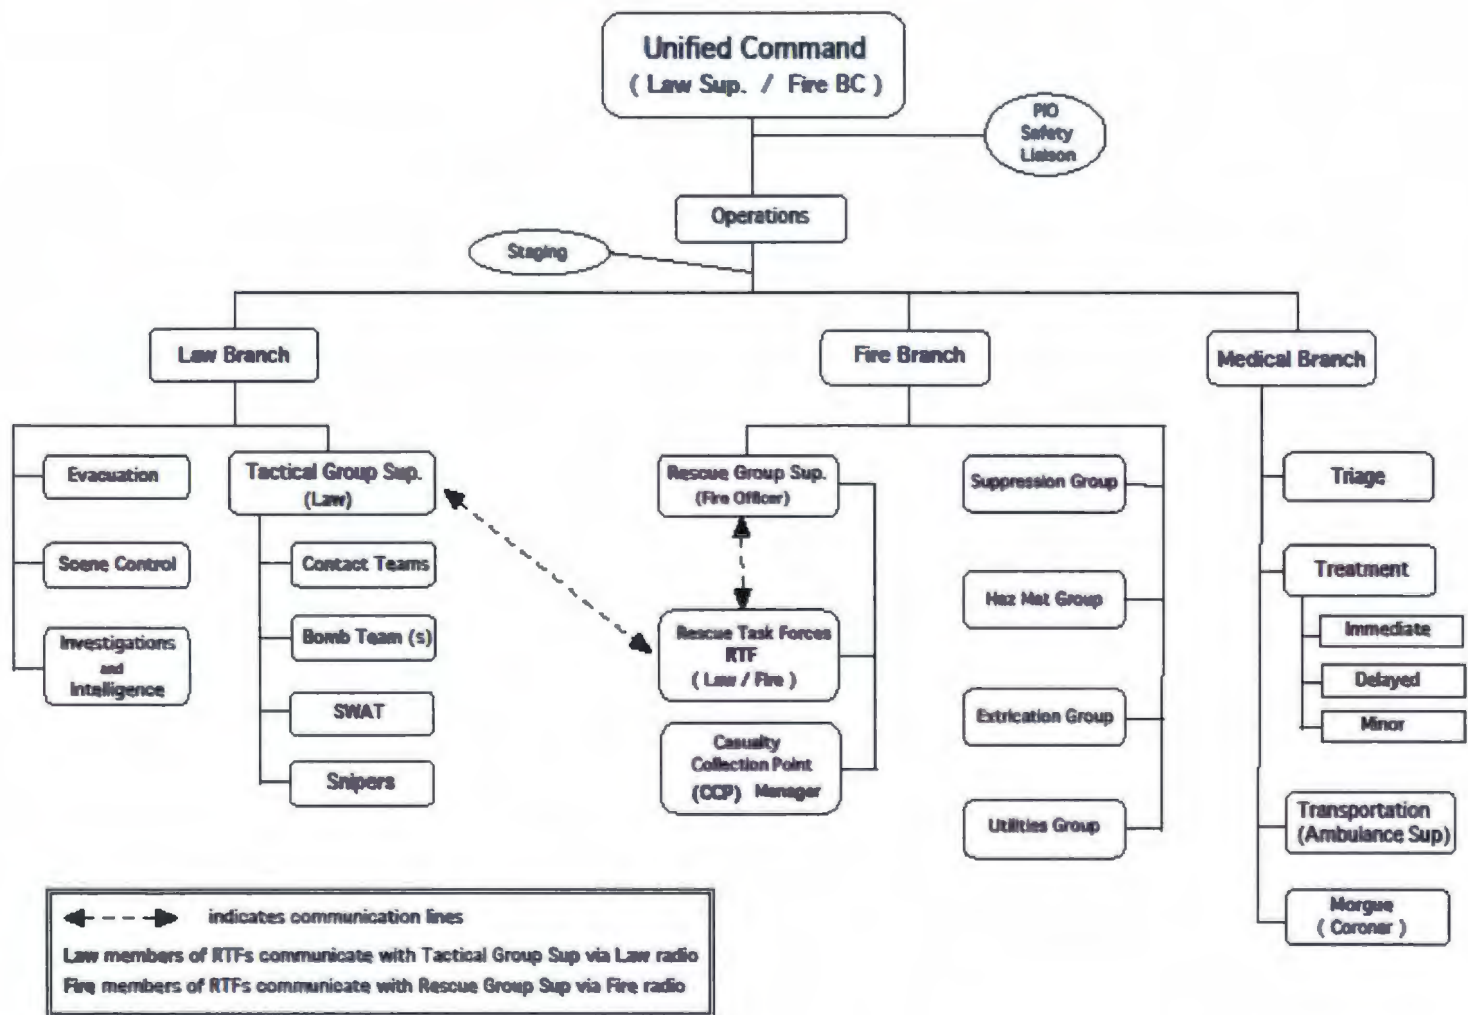 Unified Command
( Law Sup. / Fire BC )
PIO
Safety
Liaison
Operations
Staging
Law Branch
Fire Branch
Medical Branch
Evacuation
Scene Control
Investigations
and
Intelligence
Tactical Group Sup.
(Law)
Contact Teams
Bomb Team (s)
SWAT
Snipers
Rescue Group Sup.
(Fire Officer)
Rescue Task Forces
RTF
( Law / Fire )
Casualty
Collection Point
(CCP) Manager
Suppression Group
Haz Mat Group
Extrication Group
Utilities Group
Triage
Treatment
Immediate
Delayed
Minor
Transportation
(Ambulance Sup)
Morgue
( Coroner )
indicates communication lines
Law members of RTFs communicate with Tactical Group Sup via Law radio
Fire members of RTFs communicate with Rescue Group Sup via Fire radio